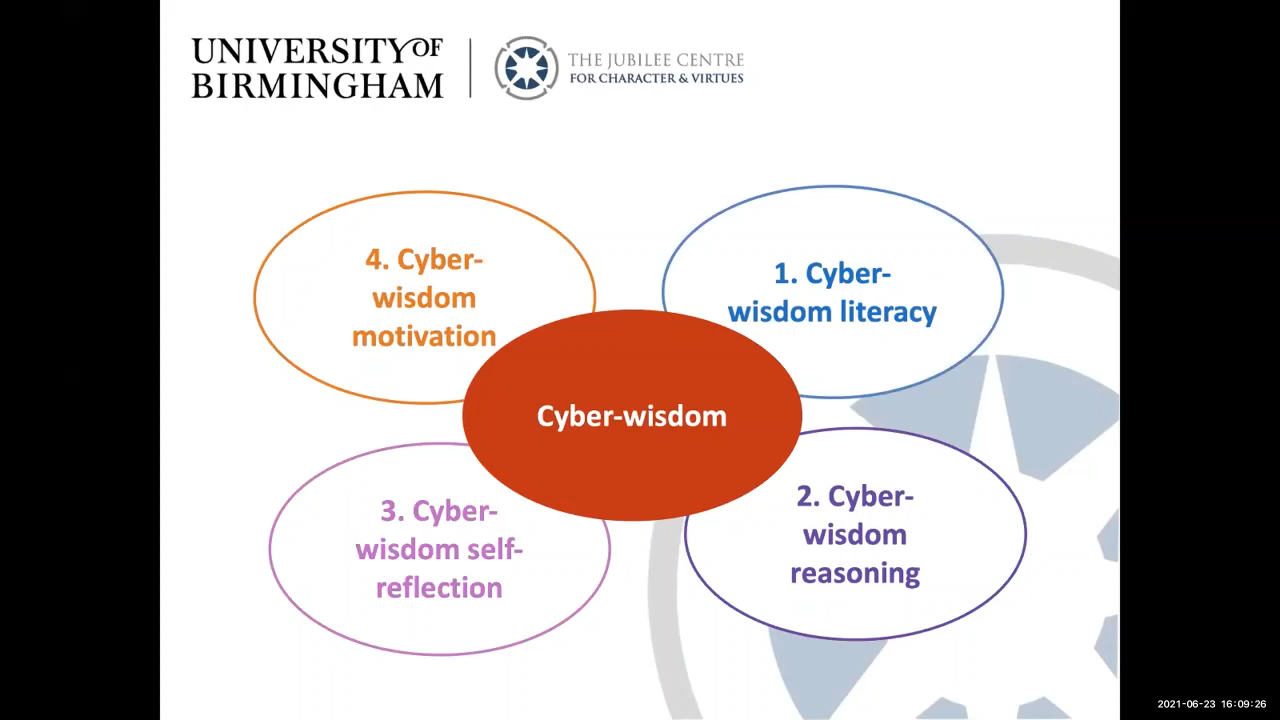 UNIVERSITY OF
BIRMINGHAM
THE JUBILEE CENTRE
FOR CHARACTER & VIRTUES
4. Cyber-
wisdom
motivation
1. Cyber-
wisdom literacy
Cyber-wisdom
3. Cyber-
wisdom self-
reflection
2. Cyber-
wisdom
reasoning
2021-06-23 16:09:26